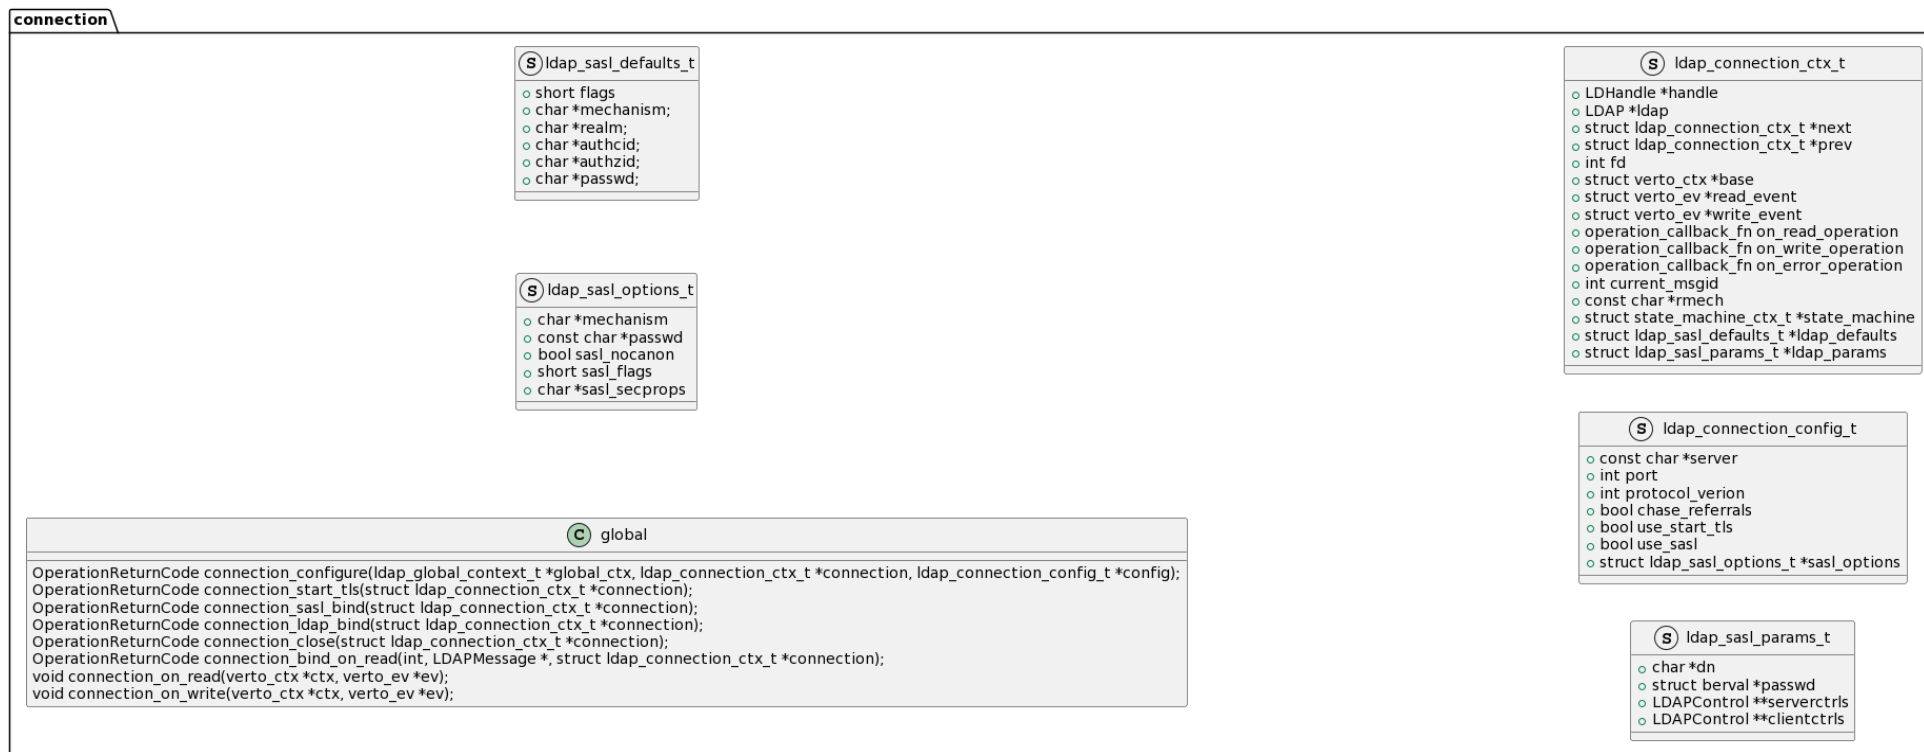 connection
S ldap_sasl_defaults_t
short flags
char *mechanism;
char *realm;
char *authcid;
char *authzid;
char *passwd;
S ldap_connection_ctx_t
LDHandle *handle
LDAP *ldap
struct ldap_connection_ctx_t *next
struct ldap_connection_ctx_t *prev
int fd
struct verto_ctx *base
struct verto_ev *read_event
struct verto_ev *write_event
operation_callback_fn on_read_operation
operation_callback_fn on_write_operation
operation_callback_fn on_error_operation
int current_msgid
const char *rmech
struct state_machine_ctx_t *state_machine
struct ldap_sasl_defaults_t *ldap_defaults
struct ldap_sasl_params_t *ldap_params
S ldap_sasl_options_t
char *mechanism
const char *passwd
bool sasl_nocanon
short sasl_flags
char *sasl_secprops
S ldap_connection_config_t
const char *server
int port
int protocol_verion
bool chase_referrals
bool use_start_tls
bool use_sasl
struct ldap_sasl_options_t *sasl_options
C global
OperationReturnCode connection_configure(ldap_global_context_t *global_ctx, ldap_connection_ctx_t *connection, ldap_connection_config_t *config);
OperationReturnCode connection_start_tls(struct ldap_connection_ctx_t *connection);
OperationReturnCode connection_sasl_bind(struct ldap_connection_ctx_t *connection);
OperationReturnCode connection_ldap_bind(struct ldap_connection_ctx_t *connection);
OperationReturnCode connection_close(struct ldap_connection_ctx_t *connection);
OperationReturnCode connection_bind_on_read(int, LDAPMessage *, struct ldap_connection_ctx_t *connection);
void connection_on_read(verto_ctx *ctx, verto_ev *ev);
void connection_on_write(verto_ctx *ctx, verto_ev *ev);
S ldap_sasl_params_t
char *dn
struct berval *passwd
LDAPControl **serverctrls
LDAPControl **clientctrls